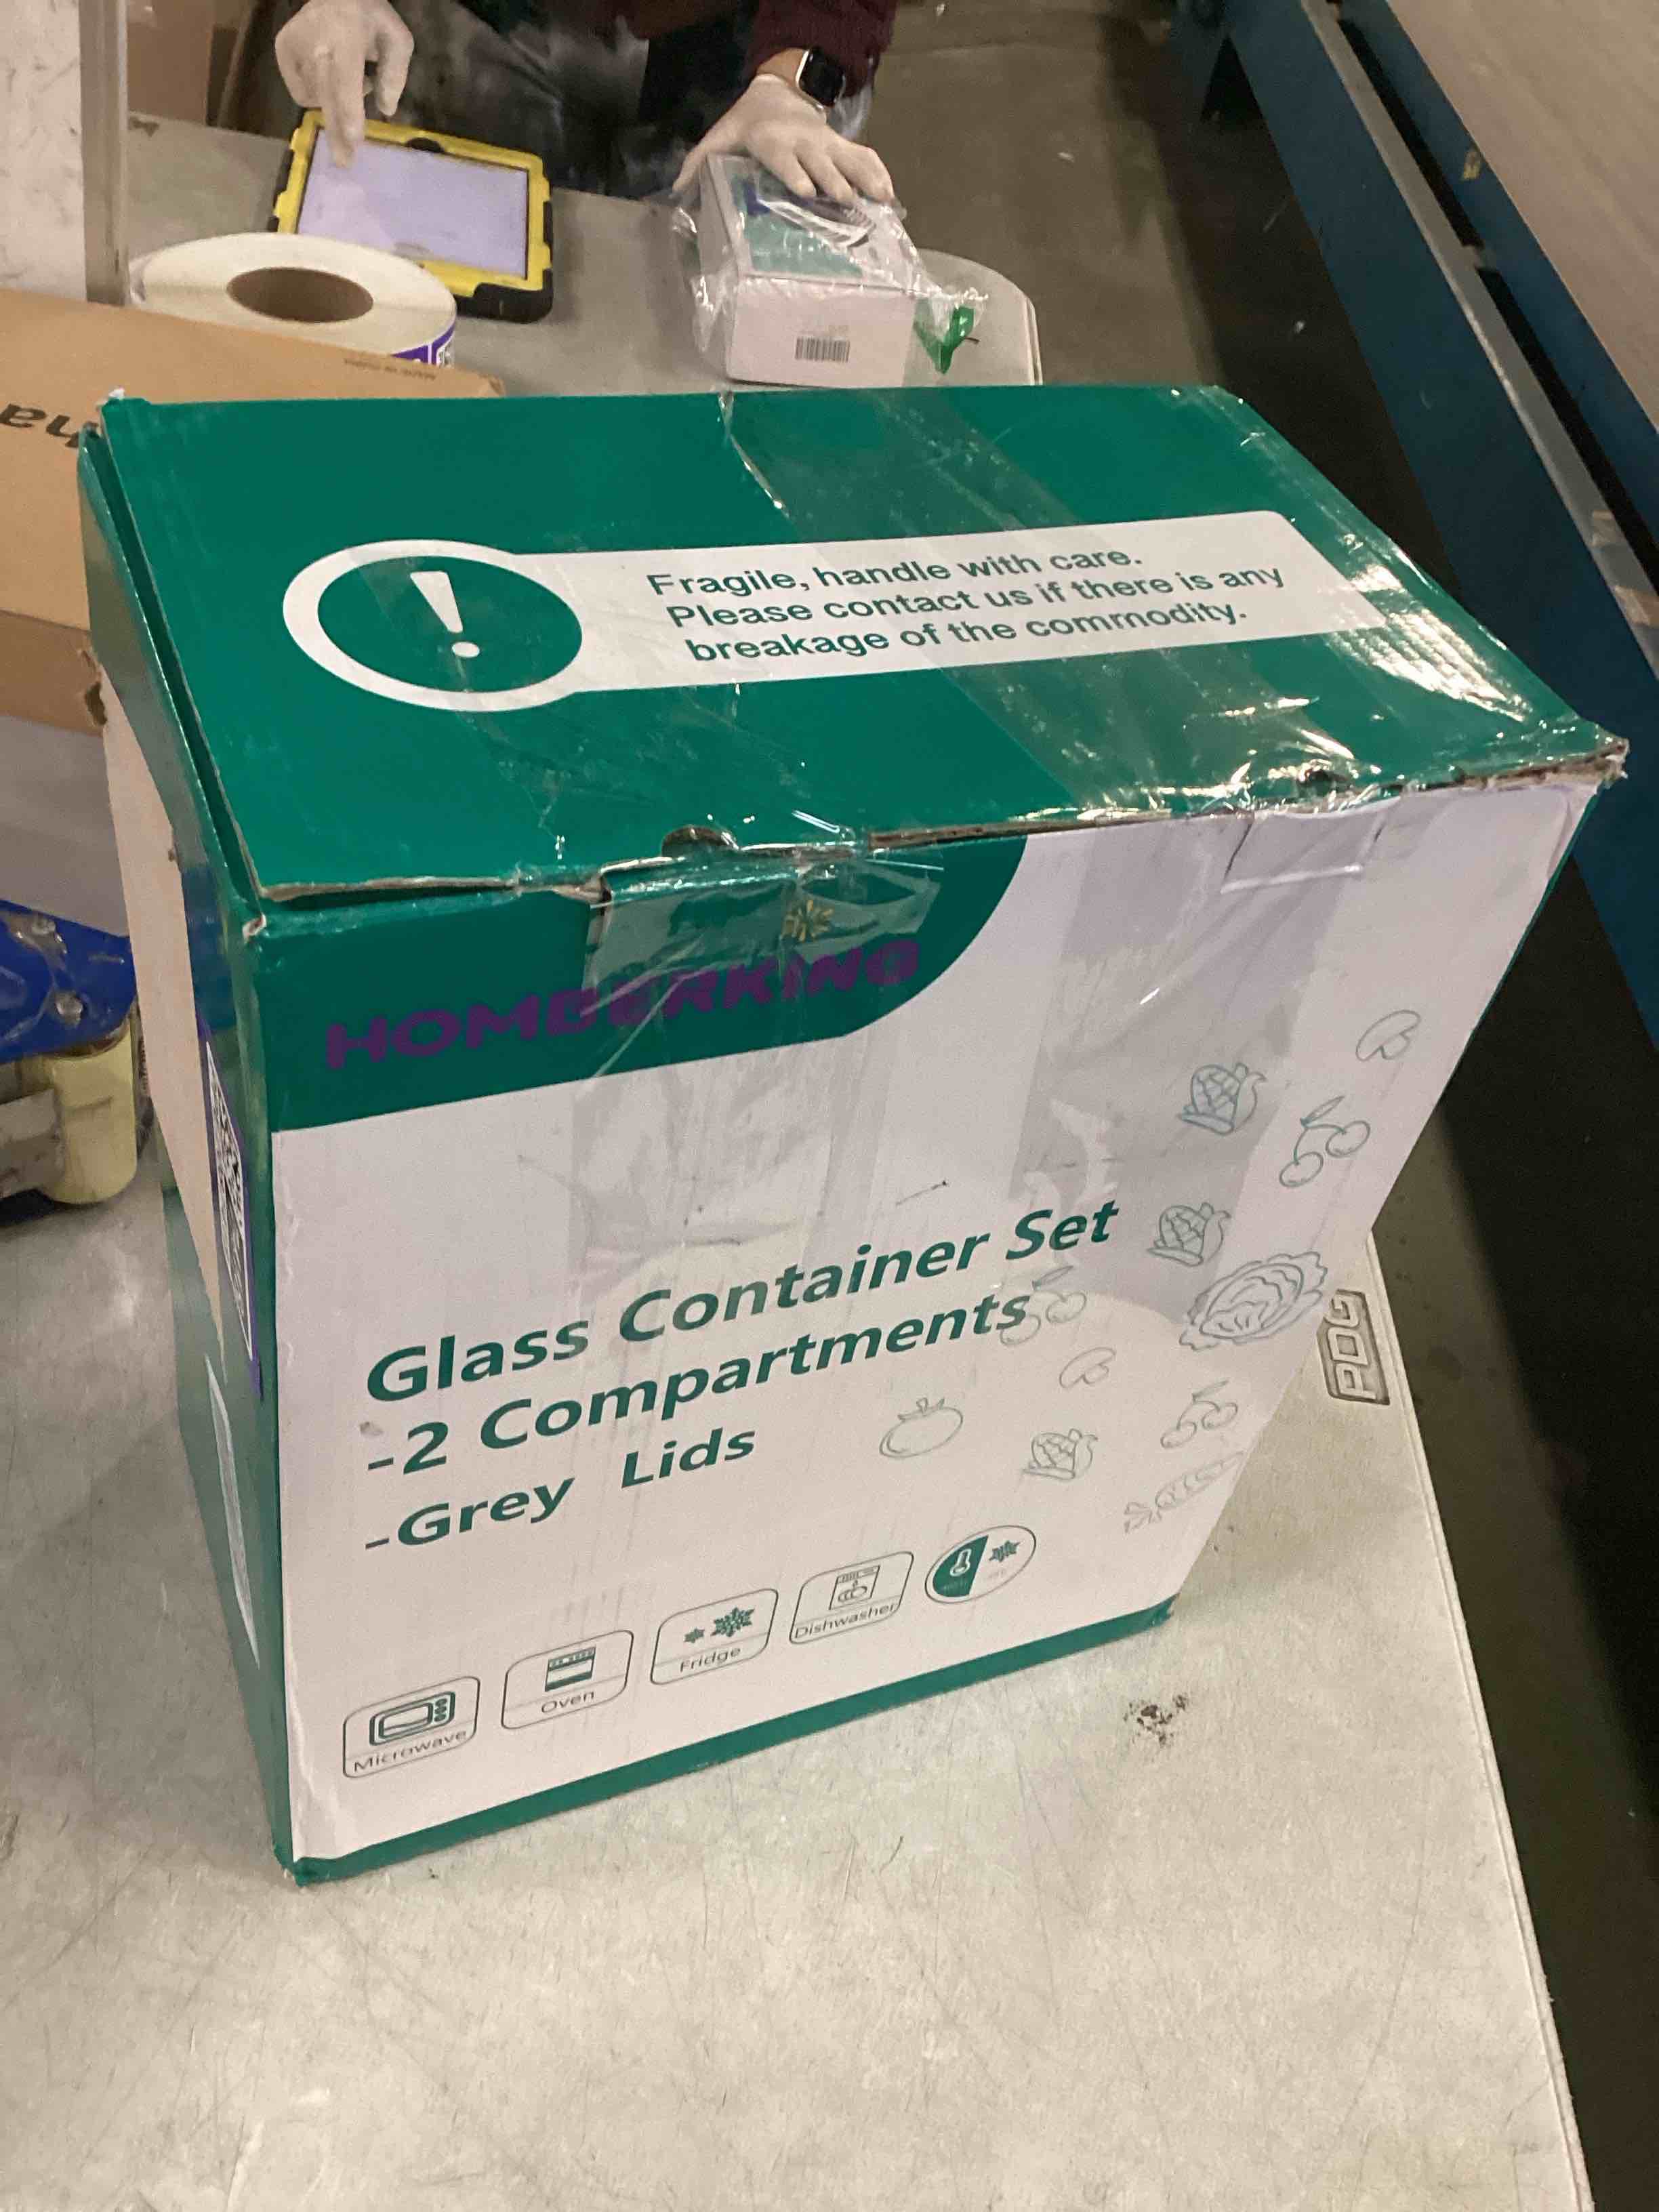 Fragile, handle with care.
Please contact us if there is any
breakage of the commodity.
HOMBERKING
Glass Container Set
-2 Compartments
-Grey Lids
Microwave
Oven
Fridge
Dishwasher
PDG